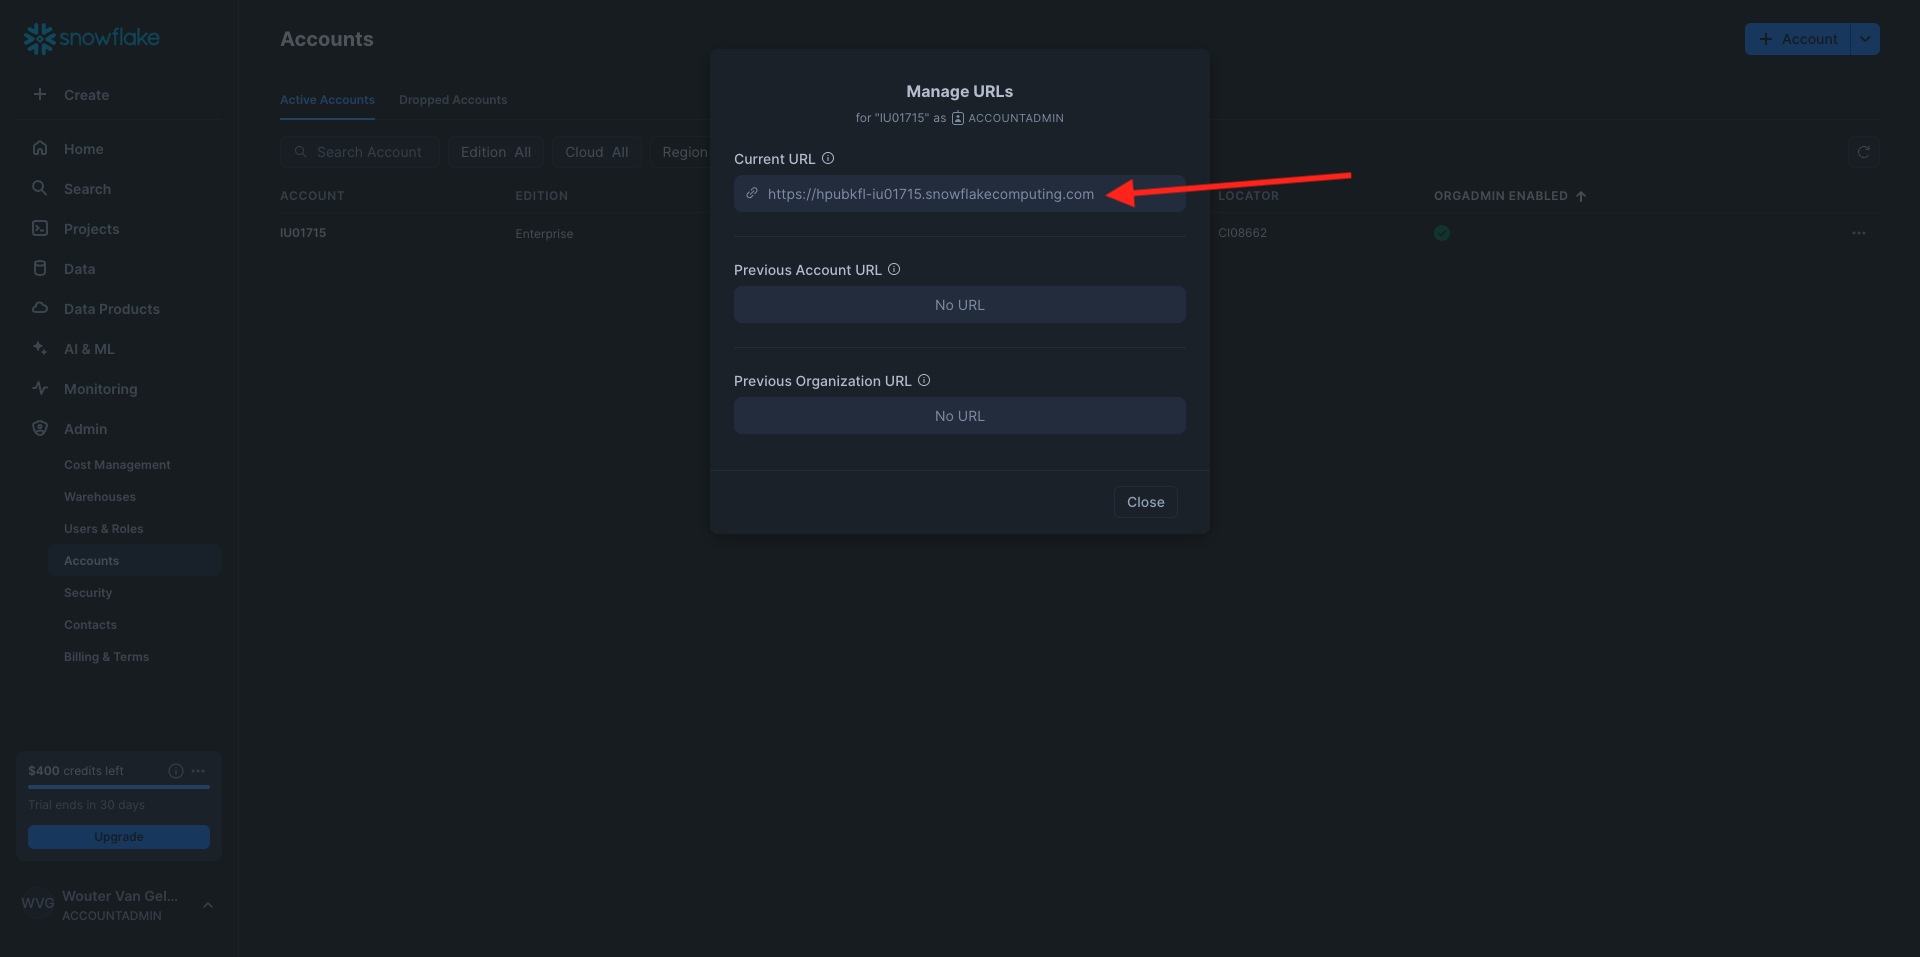 snowflake
Create
Home
Search
Projects
Data
Data Products
AI & ML
Monitoring
Admin
Cost Management
Warehouses
Users & Roles
Accounts
Security
Contacts
Billing & Terms
$400 credits left
Trial ends in 30 days
Upgrade
WVG
Wouter Van Gel...
ACCOUNTADMIN
Accounts
Account
Active Accounts Dropped Accounts
Search Account Edition All Cloud All Region
ACCOUNT EDITION LOCATOR ORGADMIN ENABLED
IU01715 Enterprise CI08662
Manage URLs
for "IU01715" as ACCOUNTADMIN
Current URL
https://hpubkfl-iu01715.snowflakecomputing.com
Previous Account URL
No URL
Previous Organization URL
No URL
Close